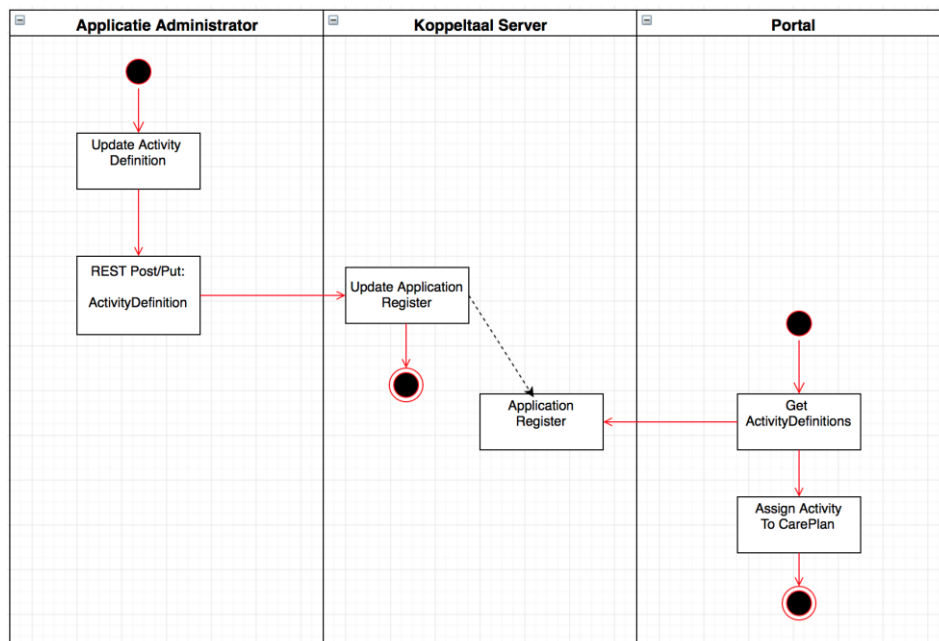 Applicatie Administrator
Koppeltaal Server
Portal
Update Activity
Definition
REST Post/Put:
ActivityDefinition
Update Application
Register
Application
Register
Get
ActivityDefinitions
Assign Activity
To CarePlan